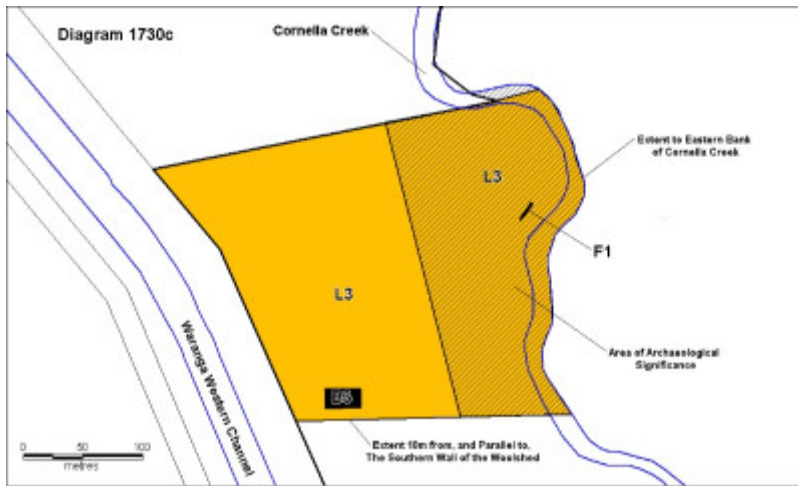 Diagram 1730c
Cornella Creek
Extent to Eastern Bank
of Cornella Creek
L3
F1
L3
Waranga Western Channel
Area of Archaeological
Significance
0 50 100
metres
Extent 10m from, and Parallel to,
The Southern Wall of the Woolshed